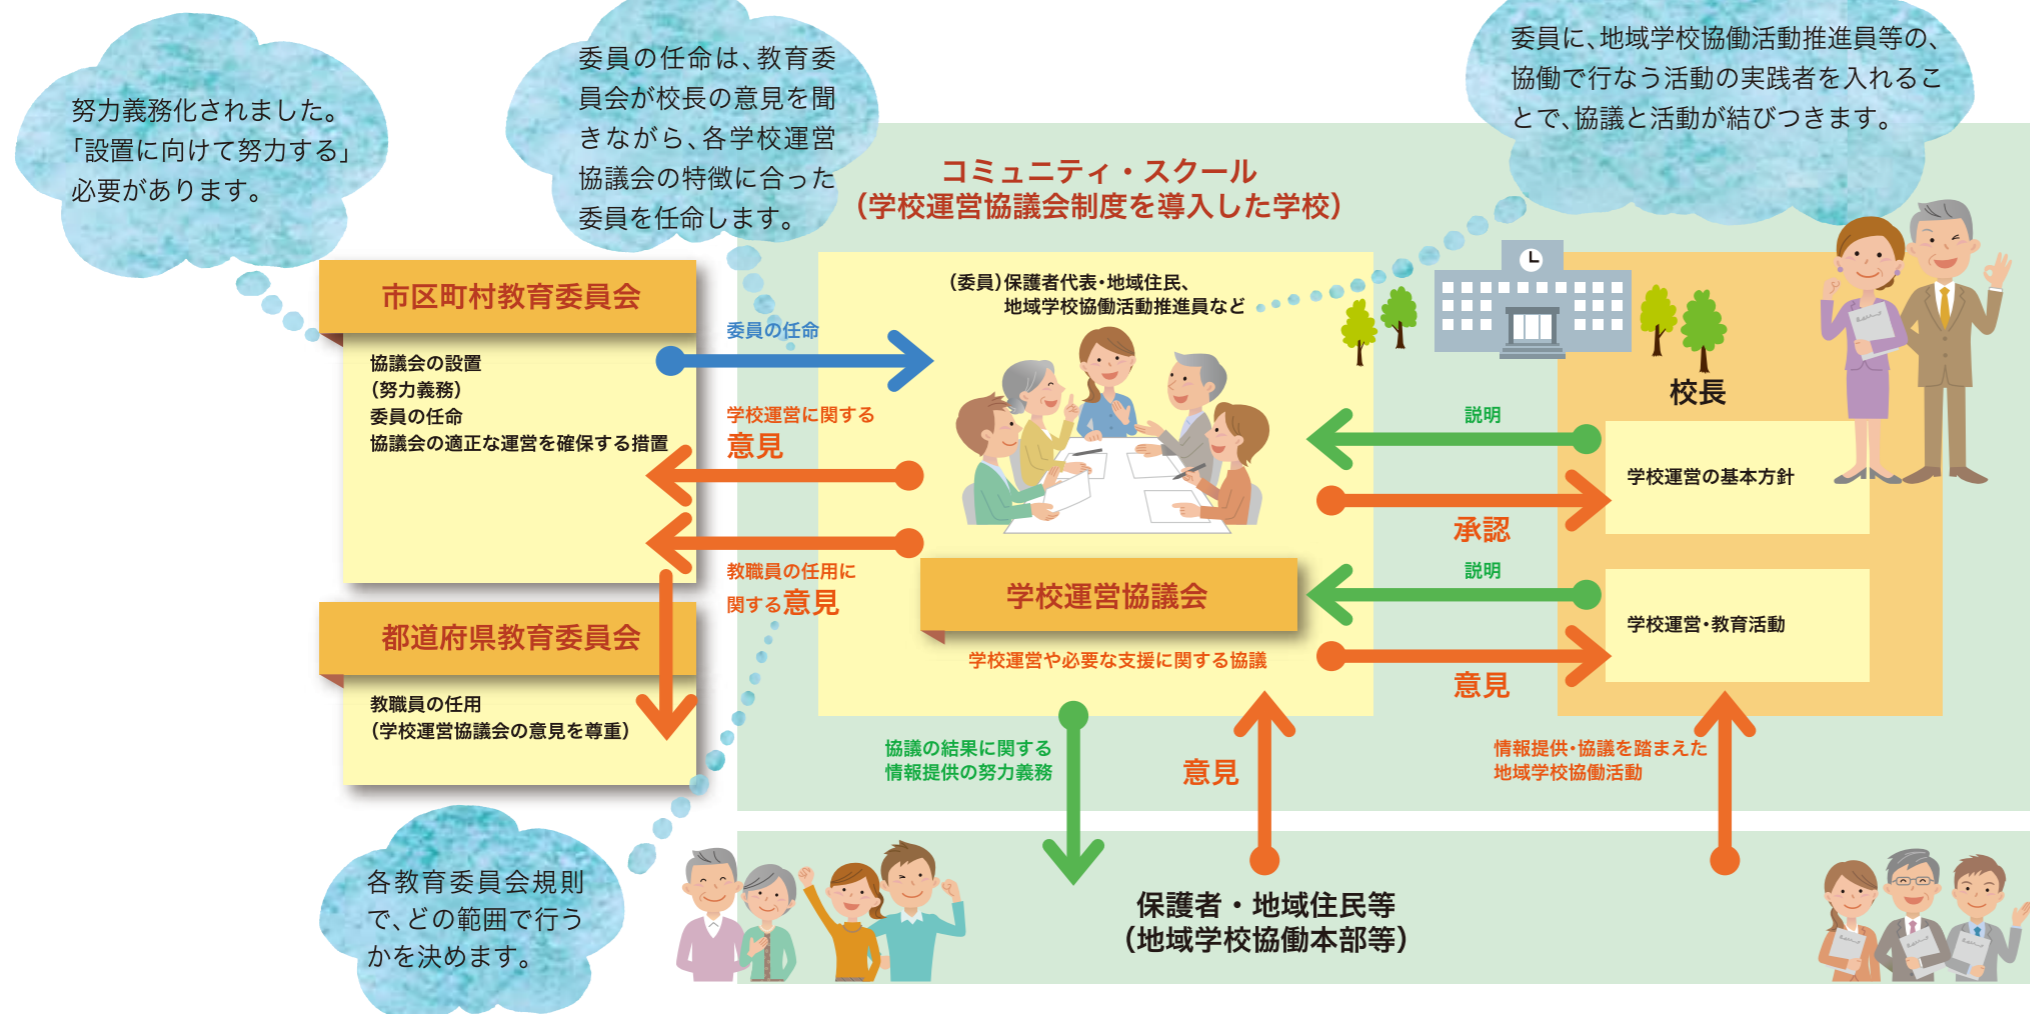 努力義務化されました。
「設置に向けて努力する」
必要があります。
委員の任命は、教育委
員会が校長の意見を聞
きながら、各学校運営
協議会の特徴に合った
委員を任命します。
委員に、地域学校協働活動推進員等の、
協働で行なう活動の実践者を入れるこ
とで、協議と活動が結びつきます。
コミュニティ・スクール
（学校運営協議会制度を導入した学校）
市区町村教育委員会
協議会の設置
（努力義務）
委員の任命
協議会の適正な運営を確保する措置
委員の任命
学校運営に関する
意見
教職員の任用に
関する意見
都道府県教育委員会
教職員の任用
（学校運営協議会の意見を尊重）
各教育委員会規則
で、どの範囲で行う
かを決めます。
（委員）保護者代表・地域住民、
地域学校協働活動推進員など
学校運営協議会
学校運営や必要な支援に関する協議
校長
説明
学校運営の基本方針
承認
説明
学校運営・教育活動
意見
協議の結果に関する
情報提供の努力義務
意見
情報提供・協議を踏まえた
地域学校協働活動
保護者・地域住民等
（地域学校協働本部等）